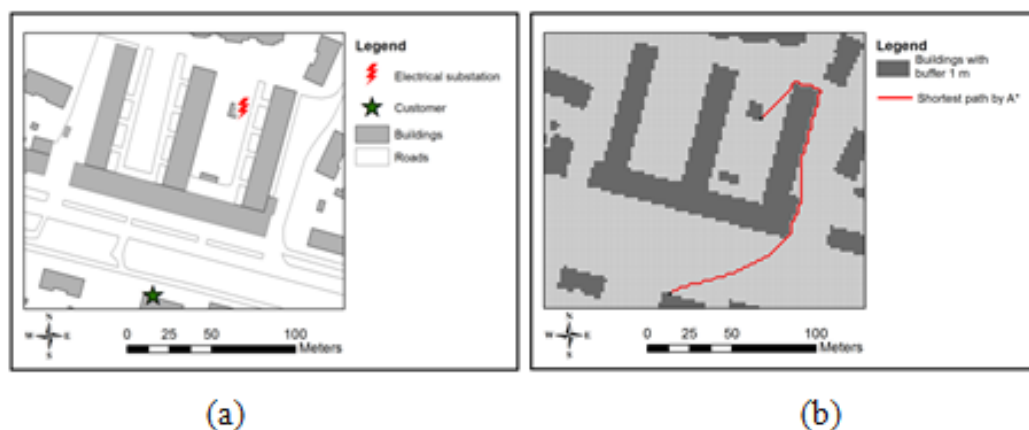 Legend
Electrical substation
Customer
Buildings
Roads
N
W E
S
0 25 50 100
Meters
(a)
Legend
Buildings with
buffer 1 m
Shortest path by A*
N
W E
S
0 25 50 100
Meters
(b)